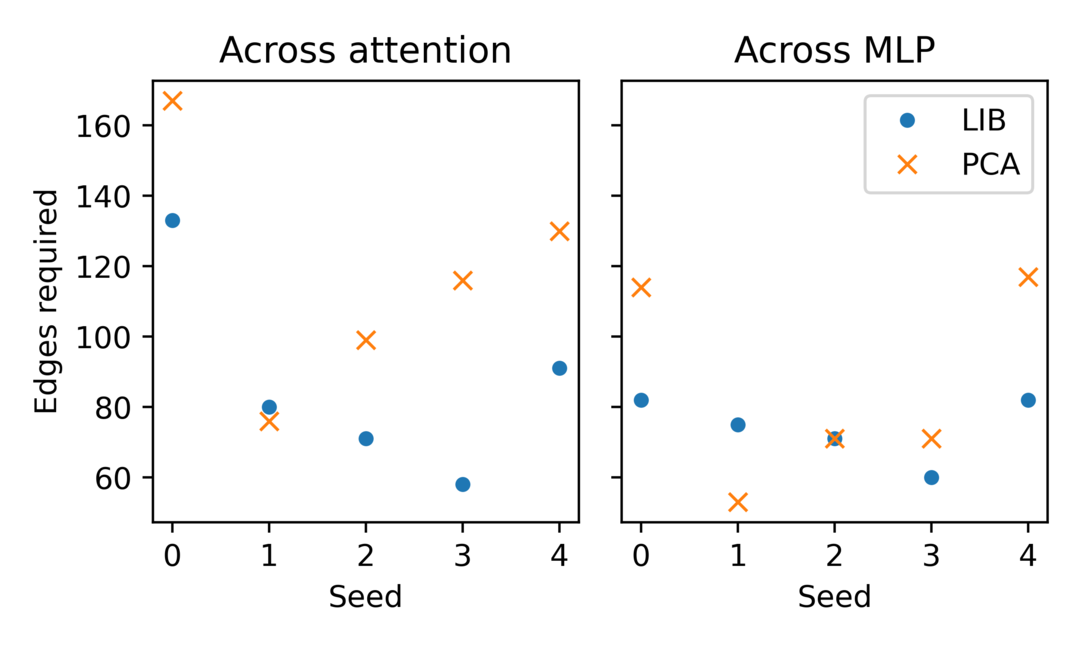 Across attention
Across MLP
LIB
PCA
Edges required
160
140
120
100
80
60
0 1 2 3 4
0 1 2 3 4
Seed
Seed